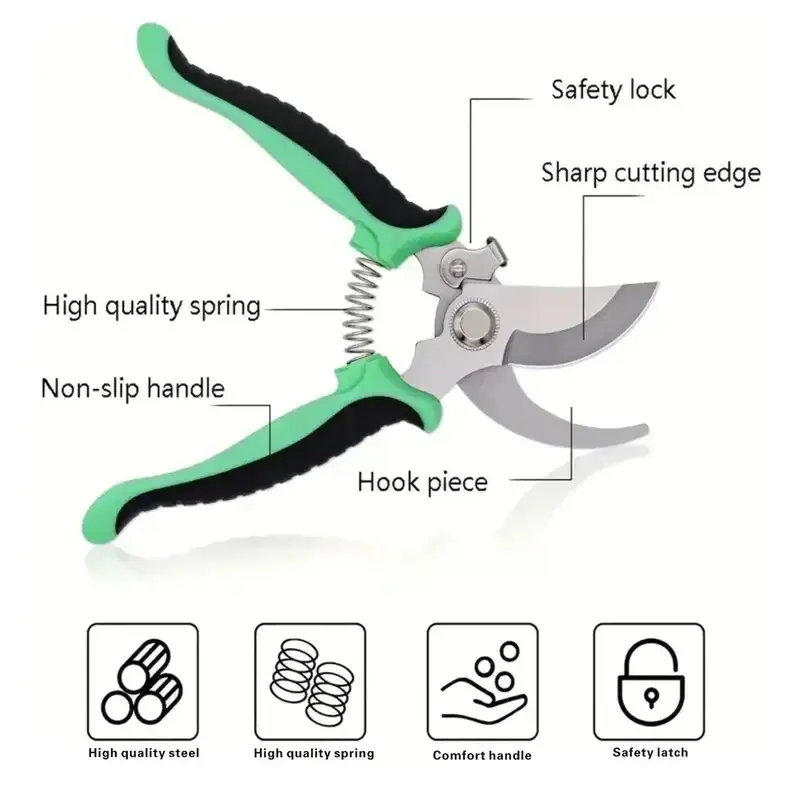 Safety lock
Sharp cutting edge
High quality spring
Non-slip handle
Hook piece
High quality steel
High quality spring
Comfort handle
Safety latch